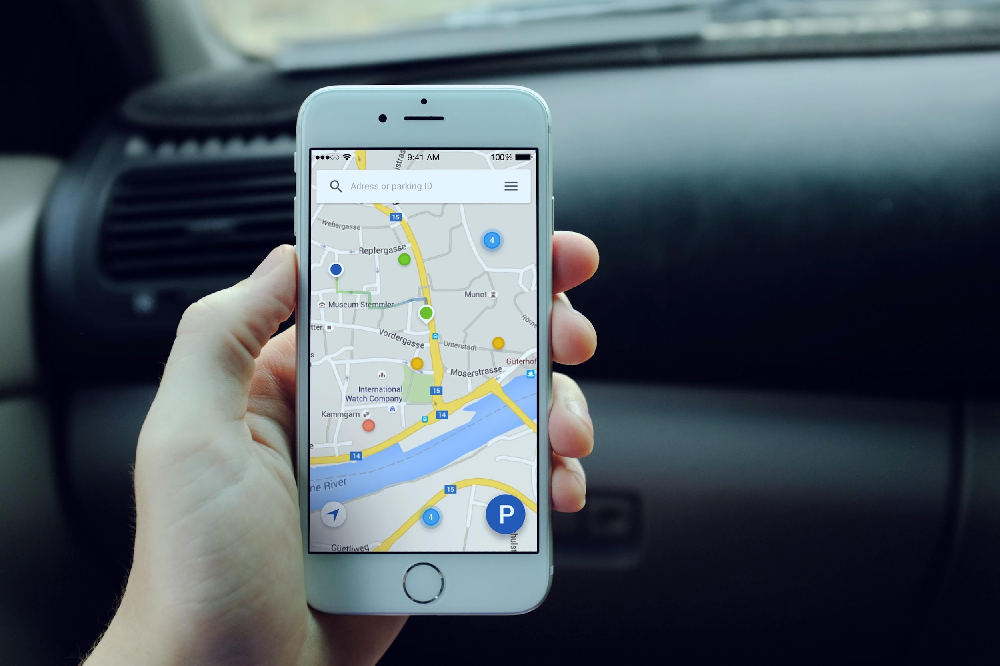 9:41 AM
100%
istras
Adress or parking ID
15
Webergasse
4
Repfergasse
Munot
Museum Stemmler
Röme
tter
Vordergasse
Unterstadt
s
Güterhof
Moserstrasse
International
Watch Company
15
Kammgarn
14
e
14
ne River
15
4
P
hulst
Güetliweg